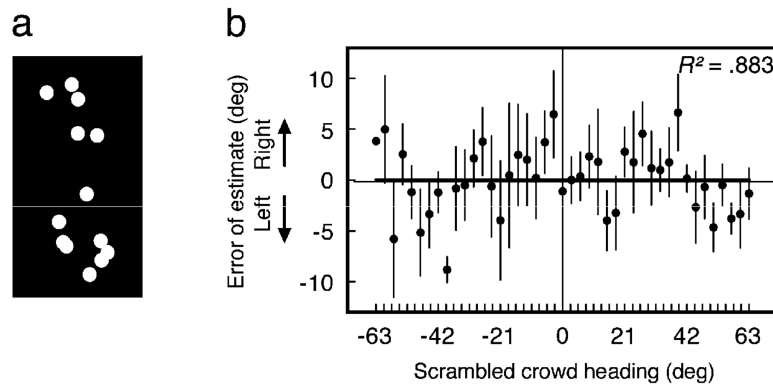 a
b
R² = .883
Error of estimate (deg)
Left Right
10
5
0
-5
-10
-63 -42 -21 0 21 42 63
Scrambled crowd heading (deg)